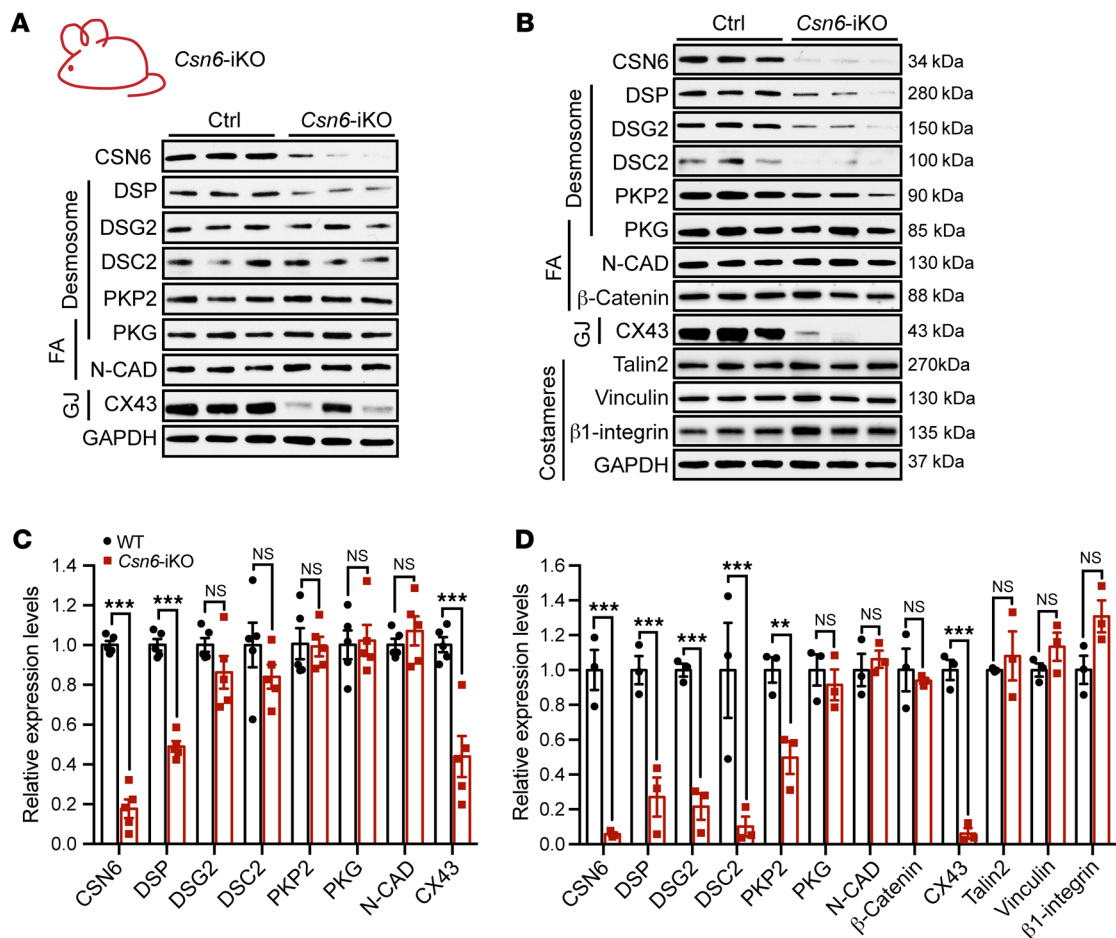 A
Csn6-iKO
Ctrl Csn6-iKO
CSN6
DSP
DSG2
DSC2
PKP2
PKG
N-CAD
CX43
GAPDH
Desmosome
FA
GJ
B
Ctrl Csn6-iKO
CSN6 34 kDa
DSP 280 kDa
DSG2 150 kDa
DSC2 100 kDa
PKP2 90 kDa
PKG 85 kDa
N-CAD 130 kDa
β-Catenin 88 kDa
CX43 43 kDa
Talin2 270kDa
Vinculin 130 kDa
β1-integrin 135 kDa
GAPDH 37 kDa
Desmosome
FA
GJ
Costameres
C
WT
Csn6-iKO
Relative expression levels
1.4
1.2
1.0
0.8
0.6
0.4
0.2
0.0
*** *** NS NS NS NS NS ***
CSN6 DSP DSG2 DSC2 PKP2 PKG N-CAD CX43
D
Relative expression levels
1.6
1.4
1.2
1.0
0.8
0.6
0.4
0.2
0.0
*** *** *** *** ** NS NS NS *** NS NS NS
CSN6 DSP DSG2 DSC2 PKP2 PKG N-CAD β-Catenin CX43 Talin2 Vinculin β1-integrin